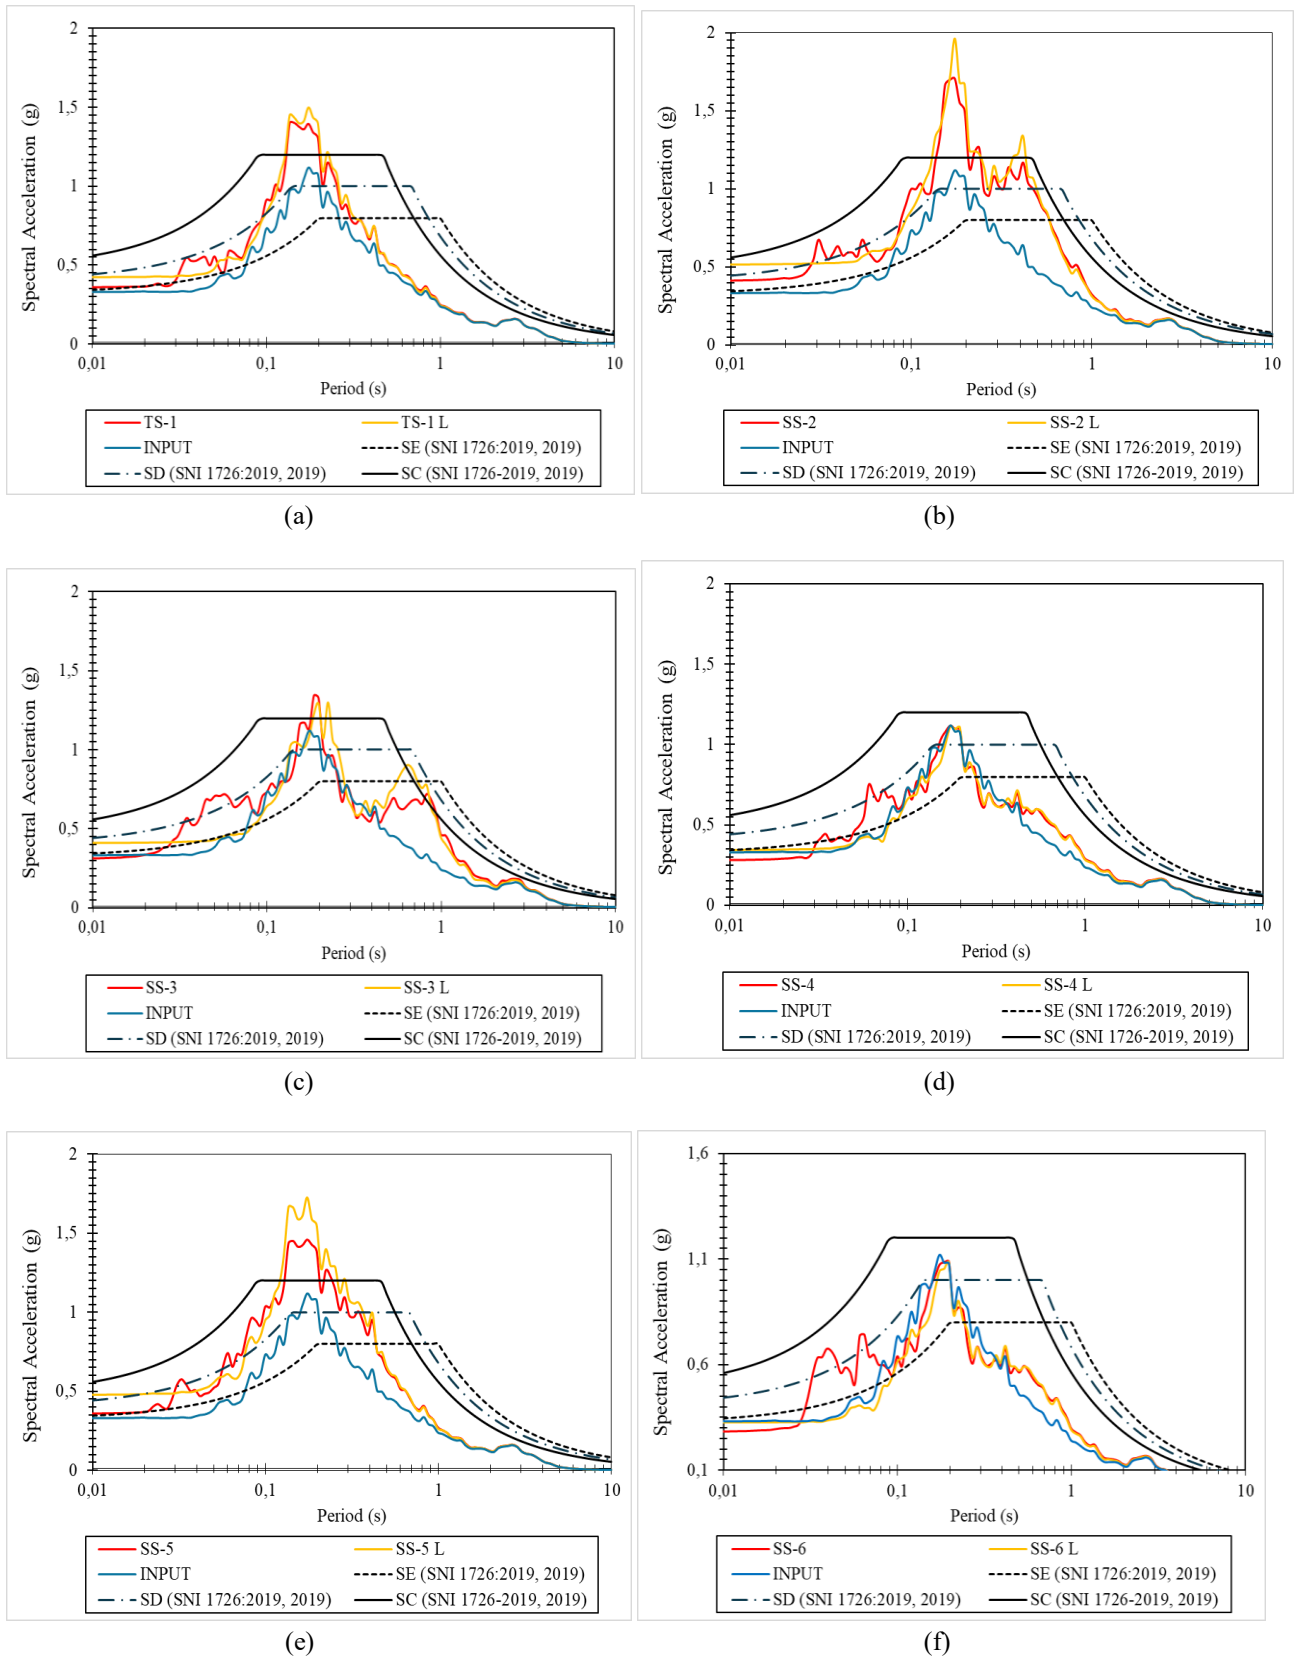 2
1,5
1
0,5
0
Spectral Acceleration (g)
0,01 0,1 1 10
Period (s)
TS-1 TS-1 L
INPUT SE (SNI 1726:2019, 2019)
SD (SNI 1726:2019, 2019) SC (SNI 1726-2019, 2019)
(a)
2
1,5
1
0,5
0
Spectral Acceleration (g)
0,01 0,1 1 10
Period (s)
SS-2 SS-2 L
INPUT SE (SNI 1726:2019, 2019)
SD (SNI 1726:2019, 2019) SC (SNI 1726-2019, 2019)
(b)
2
1,5
1
0,5
0
Spectral Acceleration (g)
0,01 0,1 1 10
Period (s)
SS-3 SS-3 L
INPUT SE (SNI 1726:2019, 2019)
SD (SNI 1726:2019, 2019) SC (SNI 1726-2019, 2019)
(c)
2
1,5
1
0,5
0
Spectral Acceleration (g)
0,01 0,1 1 10
Period (s)
SS-4 SS-4 L
INPUT SE (SNI 1726:2019, 2019)
SD (SNI 1726:2019, 2019) SC (SNI 1726-2019, 2019)
(d)
2
1,5
1
0,5
0
Spectral Acceleration (g)
0,01 0,1 1 10
Period (s)
SS-5 SS-5 L
INPUT SE (SNI 1726:2019, 2019)
SD (SNI 1726:2019, 2019) SC (SNI 1726-2019, 2019)
(e)
1,6
1,1
0,6
0,1
Spectral Acceleration (g)
0,01 0,1 1 10
Period (s)
SS-6 SS-6 L
INPUT SE (SNI 1726:2019, 2019)
SD (SNI 1726:2019, 2019) SC (SNI 1726-2019, 2019)
(f)